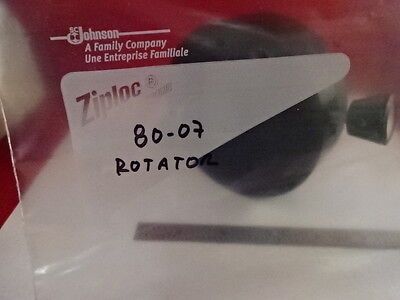 SC Johnson
A Family Company
Une Entreprise Familiale
Ziploc®
80-07
ROTATOR